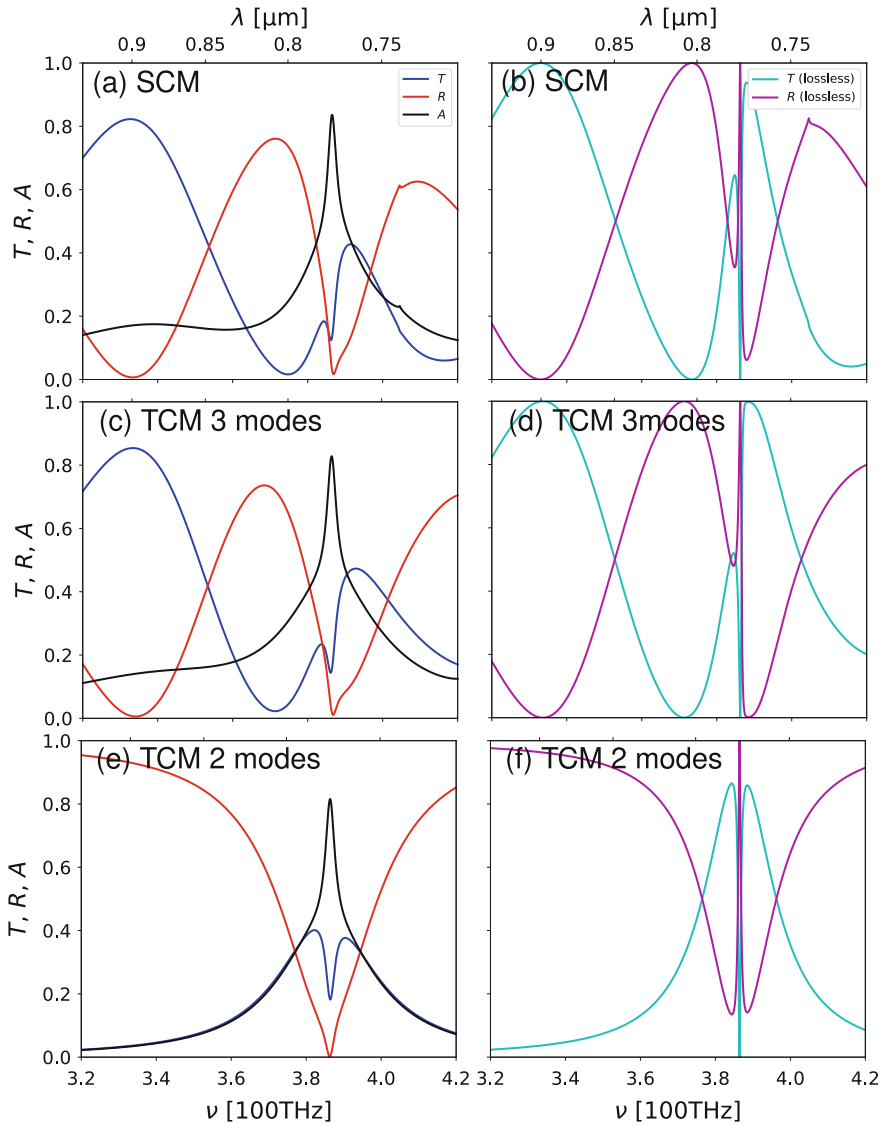 λ [μm] λ [μm]
0.9 0.85 0.8 0.75 0.9 0.85 0.8 0.75
1.0 (a) SCM T (b) SCM T (lossless)
R R (lossless)
A
0.8
0.6
T, R, A
0.4
0.2
0.0
1.0 (c) TCM 3 modes (d) TCM 3modes
0.8
0.6
T, R, A
0.4
0.2
0.0
1.0 (e) TCM 2 modes (f) TCM 2 modes
0.8
0.6
T, R, A
0.4
0.2
0.0
3.2 3.4 3.6 3.8 4.0 4.2 3.2 3.4 3.6 3.8 4.0 4.2
ν [100THz] ν [100THz]